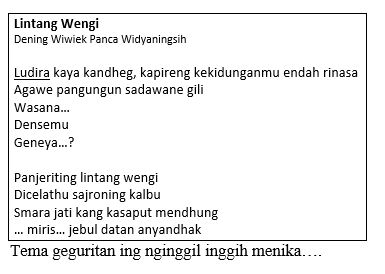 Lintang Wengi
Dening Wiwiek Panca Widyaningsih
Ludira kaya kandheg, kapireng kekidunganmu endah rinasa
Agawe pangungun sadawane gili
Wasana...
Densemu
Geneya...?
Panjeriting lintang wengi
Dicelathu sajroning kalbu
Smara jati kang kasaput mendhung
... miris... jebul datan anyandhak
Tema geguritan ing nginggil inggih menika....